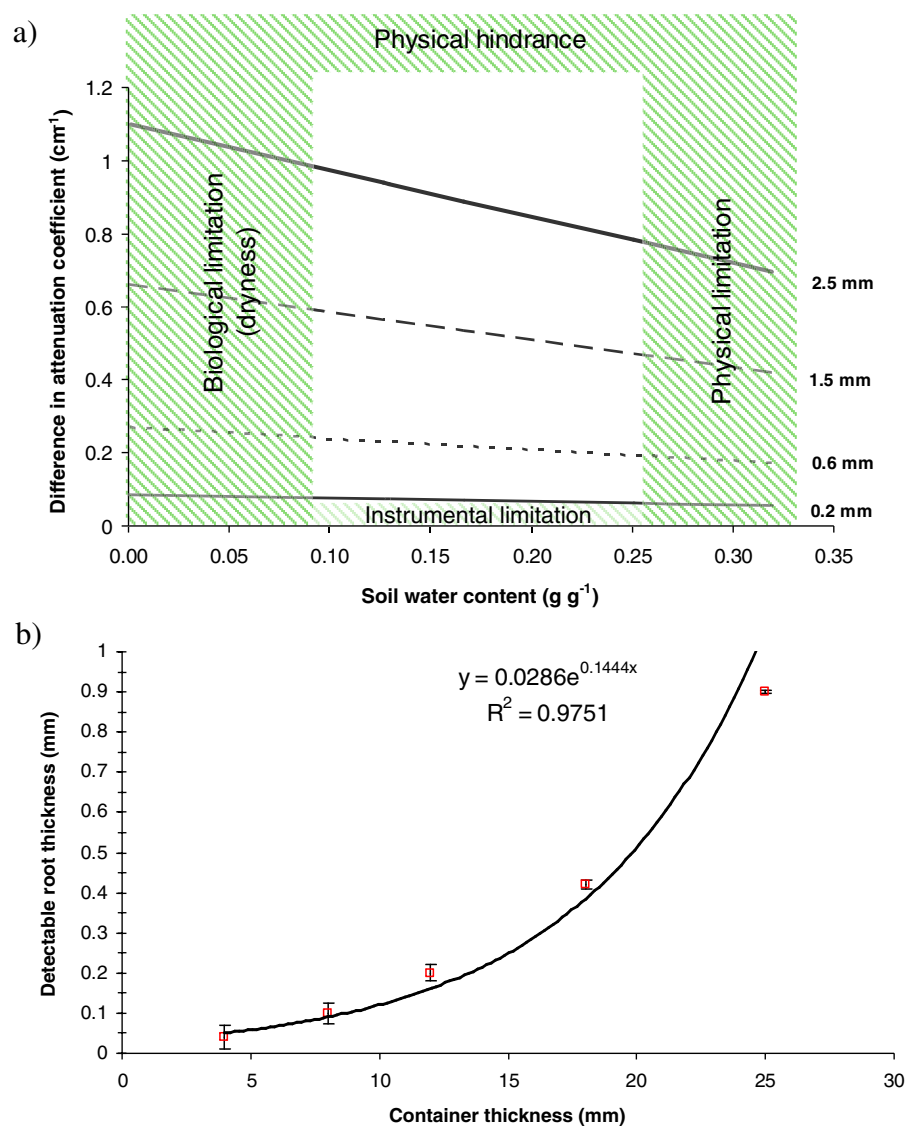 a)
Physical hindrance
Difference in attenuation coefficient (cm⁻¹)
1.2
1
0.8
0.6
0.4
0.2
0
Biological limitation
(dryness)
Physical limitation
Instrumental limitation
2.5 mm
1.5 mm
0.6 mm
0.2 mm
0.00 0.05 0.10 0.15 0.20 0.25 0.30 0.35
Soil water content (g g⁻¹)
b)
Detectable root thickness (mm)
1
0.9
0.8
0.7
0.6
0.5
0.4
0.3
0.2
0.1
0
y = 0.0286e^0.1444x
R² = 0.9751
0 5 10 15 20 25 30
Container thickness (mm)